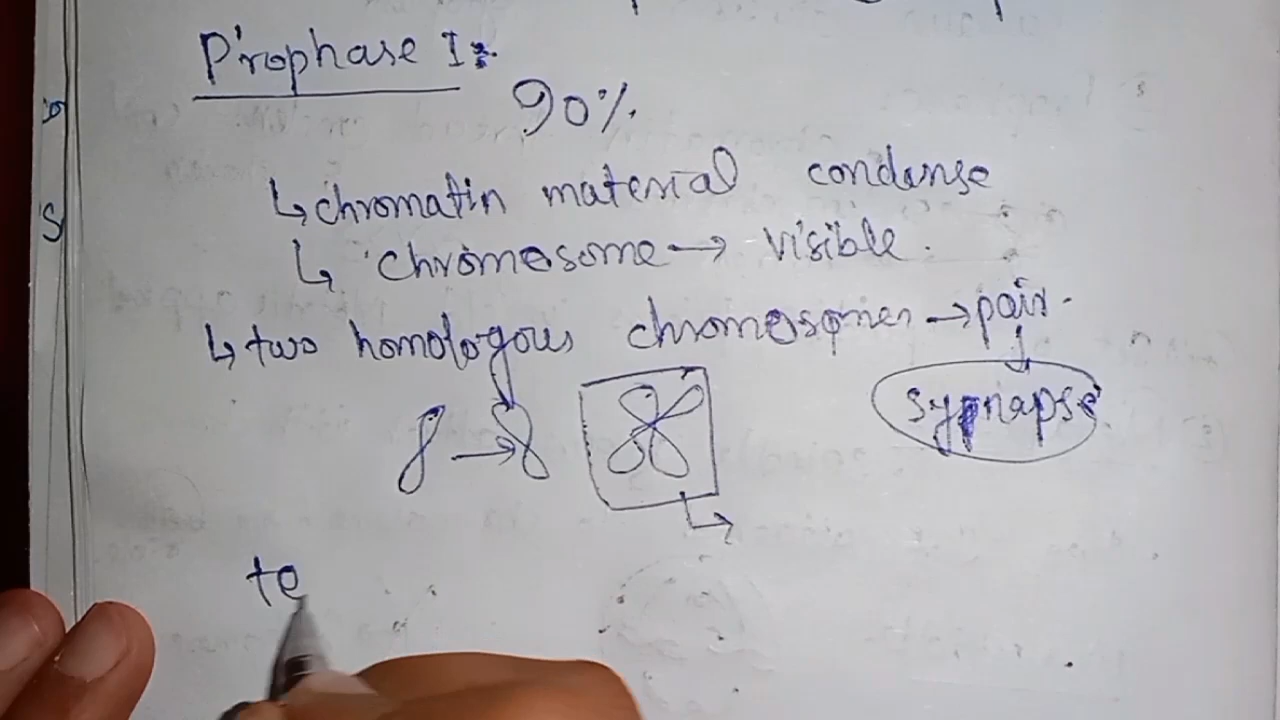 Prophase I:
90%
↳ chromatin material condense
↳ chromosome → visible.
↳ two homologous chromosomes → pair.
synapse
te